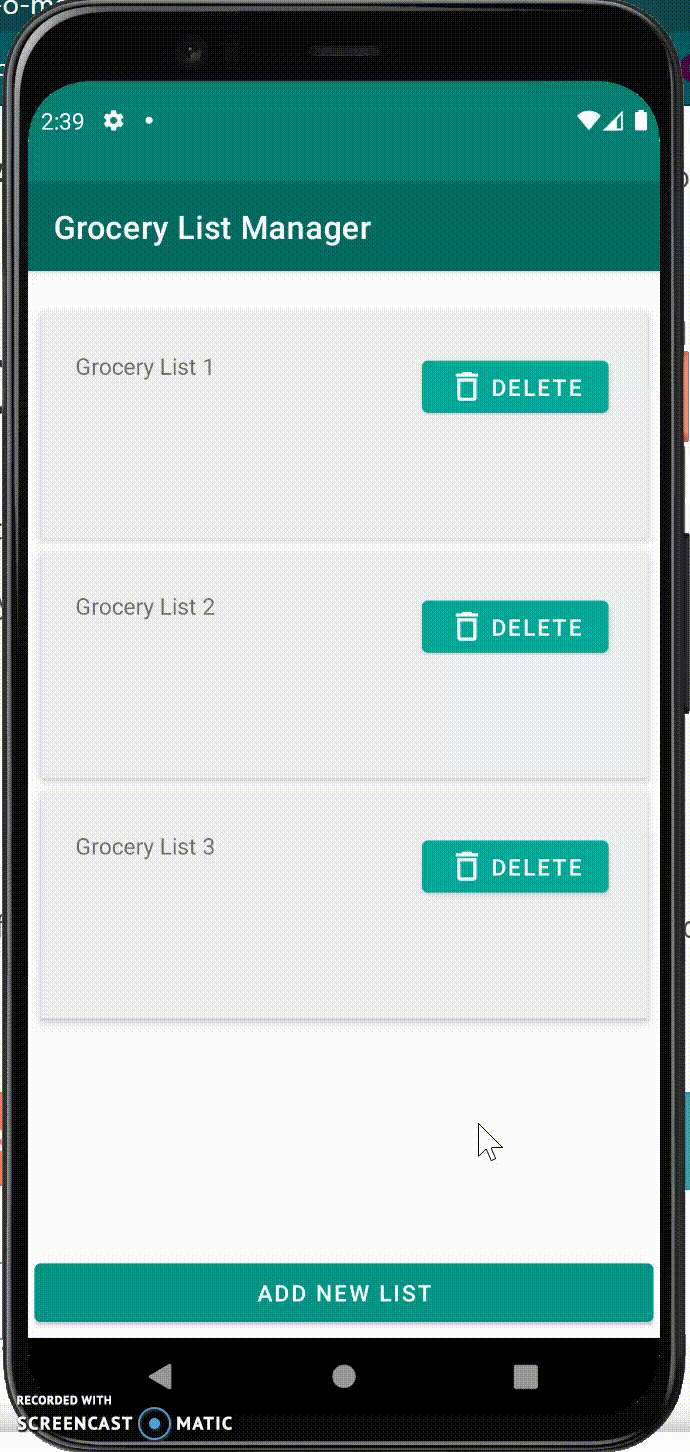 2:39
Grocery List Manager
Grocery List 1
DELETE
Grocery List 2
DELETE
Grocery List 3
DELETE
ADD NEW LIST
RECORDED WITH
SCREENCAST MATIC